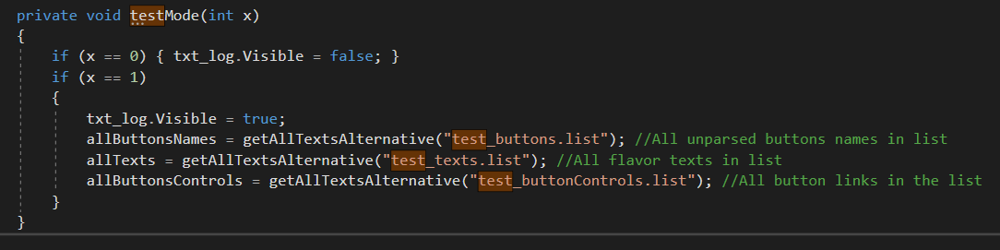 private void testMode(int x)
{
if (x == 0) { txt_log.Visible = false; }
if (x == 1)
{
txt_log.Visible = true;
allButtonsNames = getAllTextsAlternative("test_buttons.list"); //All unparsed buttons names in list
allTexts = getAllTextsAlternative("test_texts.list"); //All flavor texts in list
allButtonsControls = getAllTextsAlternative("test_buttonControls.list"); //All button links in the list
}
}